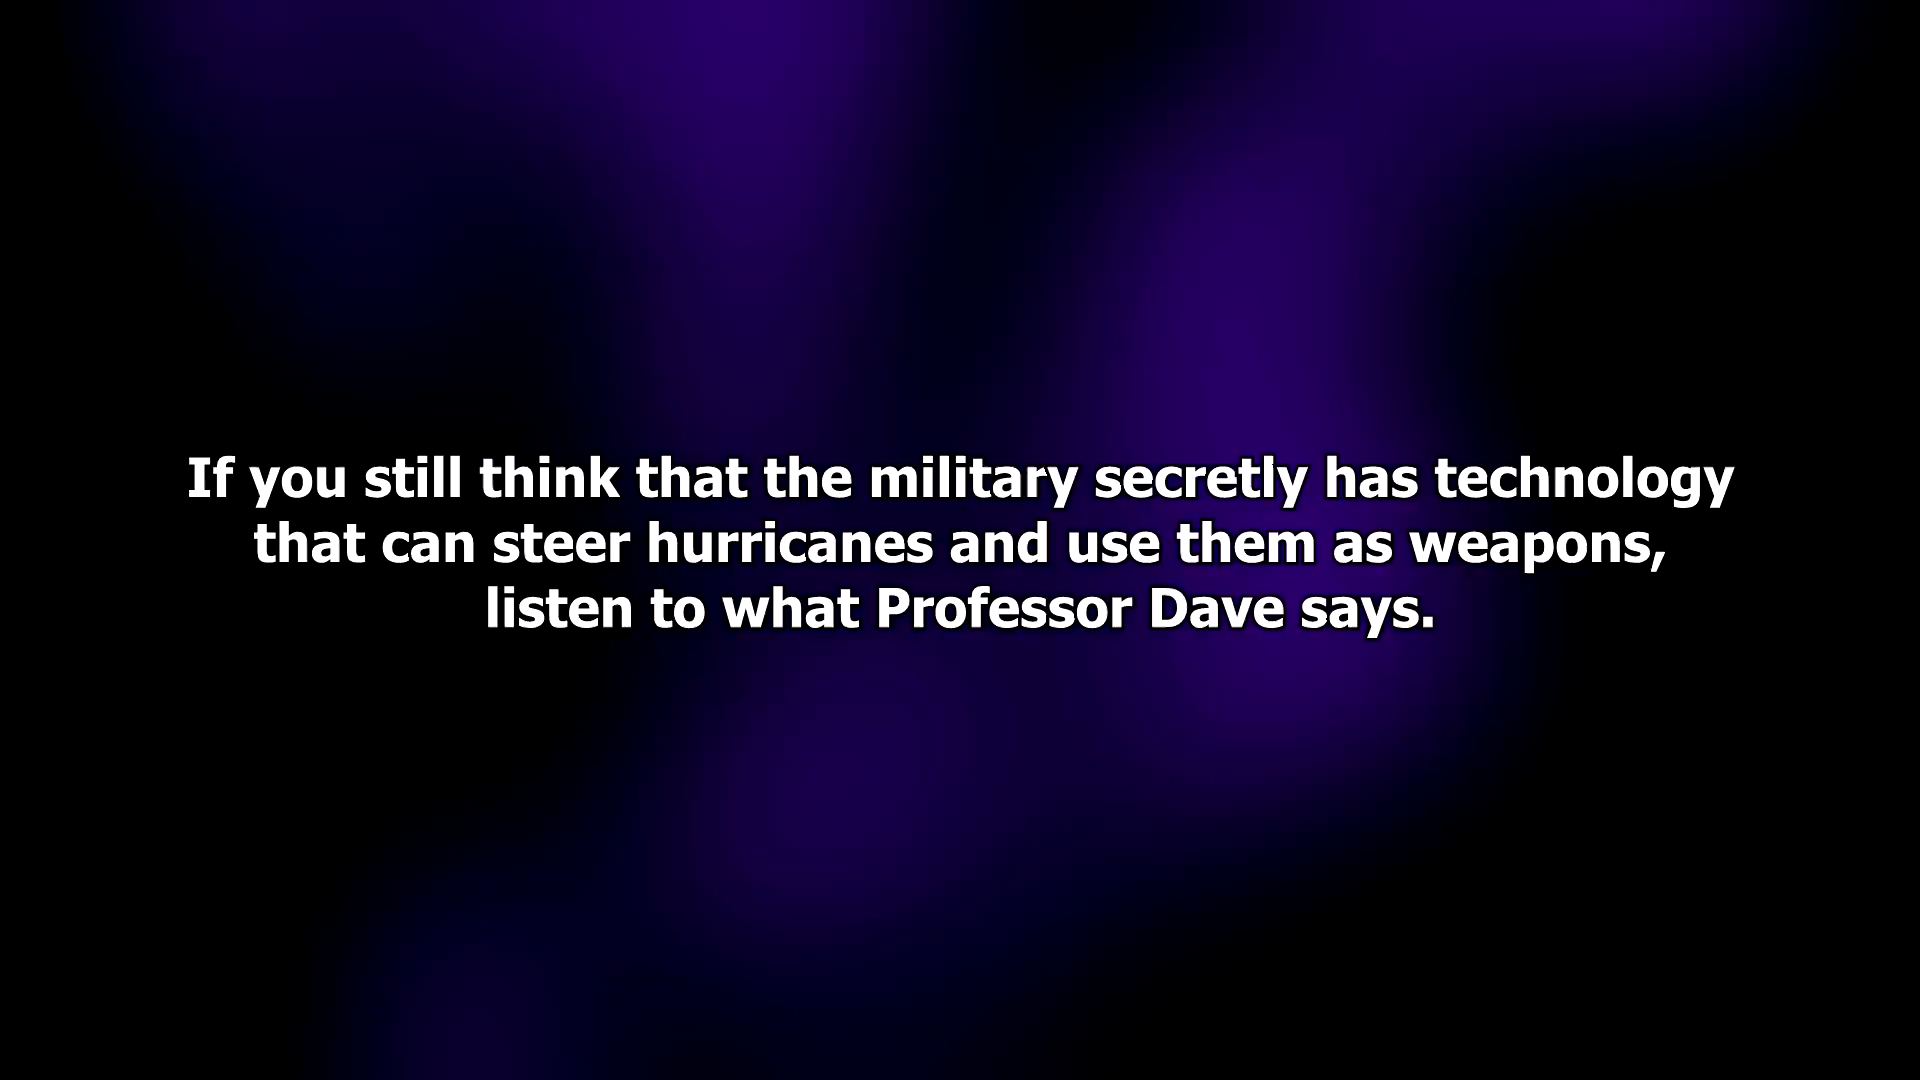 If you still think that the military secretly has technology
that can steer hurricanes and use them as weapons,
listen to what Professor Dave says.